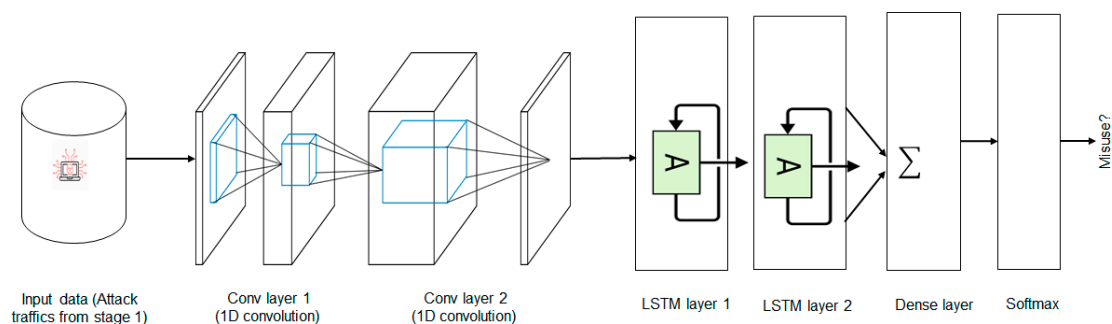 Input data (Attack
traffics from stage 1)
Conv layer 1
(1D convolution)
Conv layer 2
(1D convolution)
A
LSTM layer 1
A
LSTM layer 2
Σ
Dense layer
Softmax
Misuse?